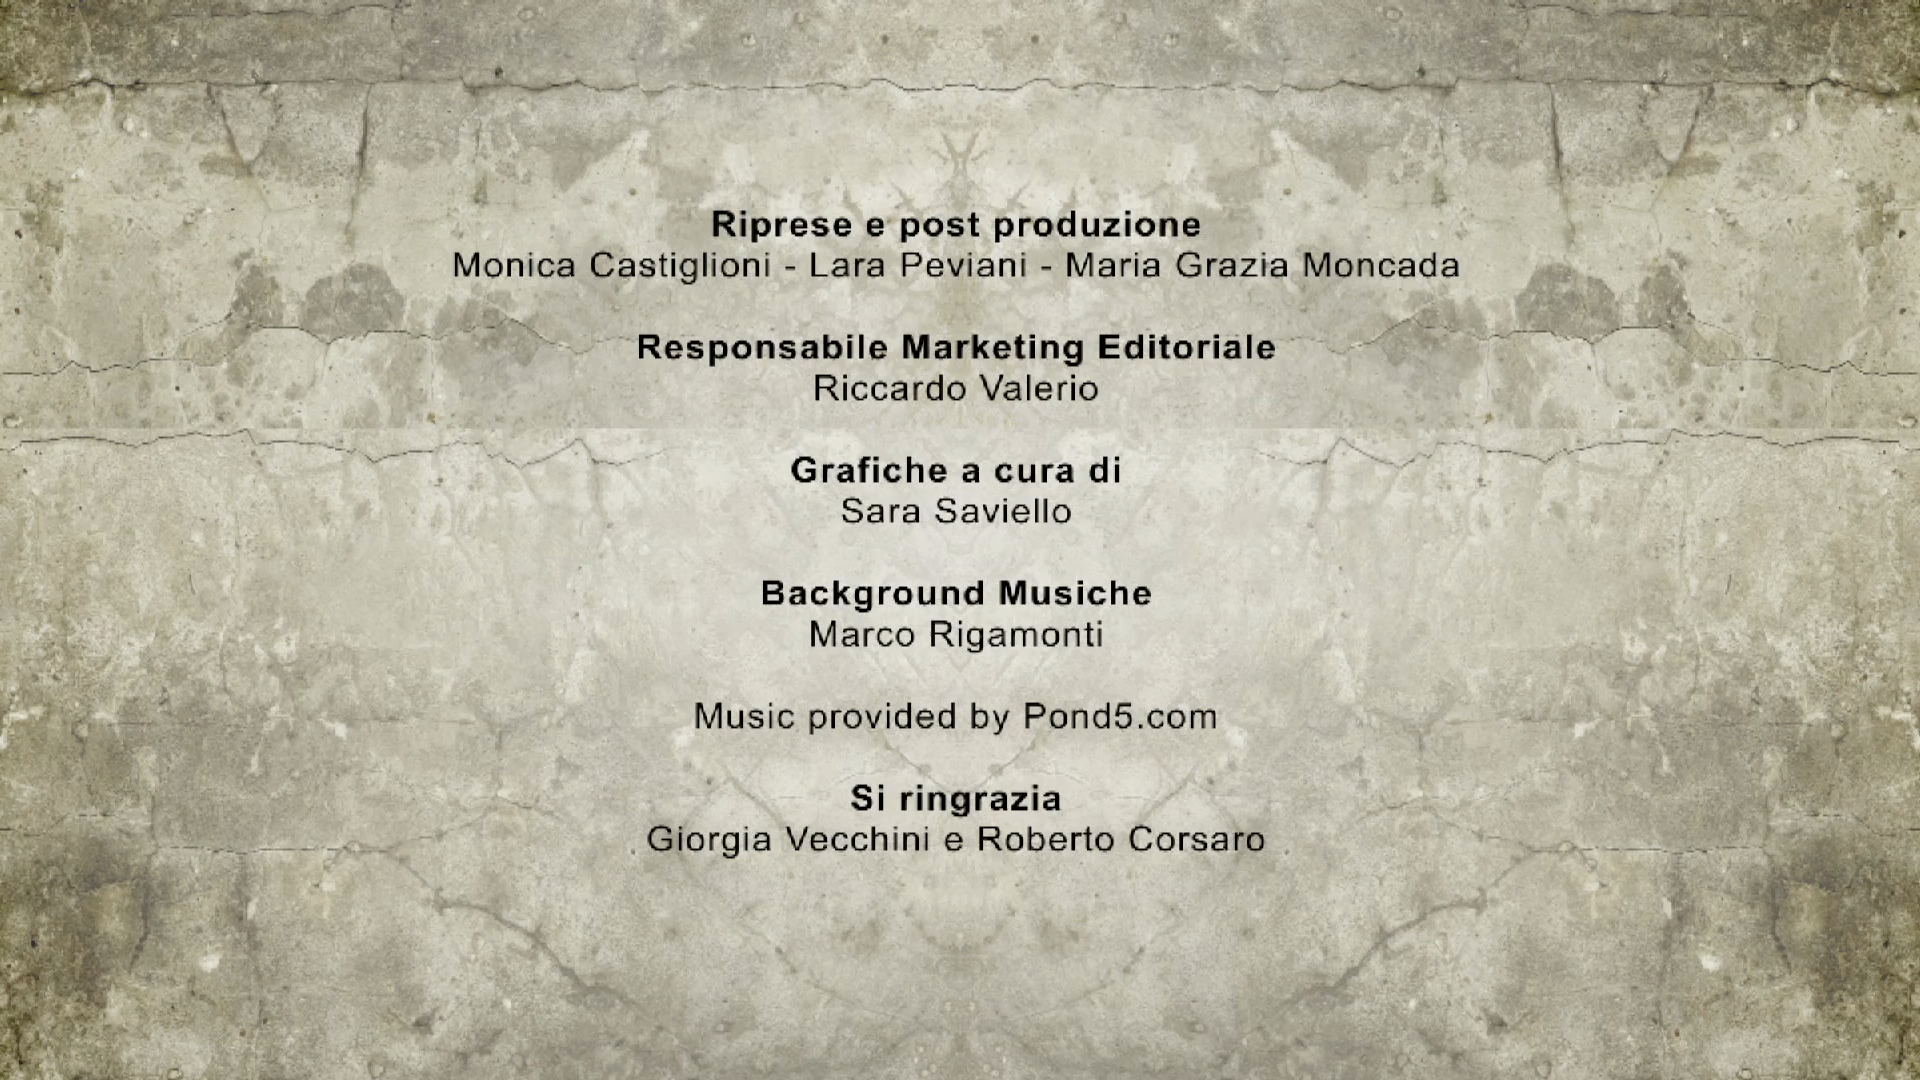 Riprese e post produzione
Monica Castiglioni - Lara Peviani - Maria Grazia Moncada
Responsabile Marketing Editoriale
Riccardo Valerio
Grafiche a cura di
Sara Saviello
Background Musiche
Marco Rigamonti
Music provided by Pond5.com
Si ringrazia
Giorgia Vecchini e Roberto Corsaro